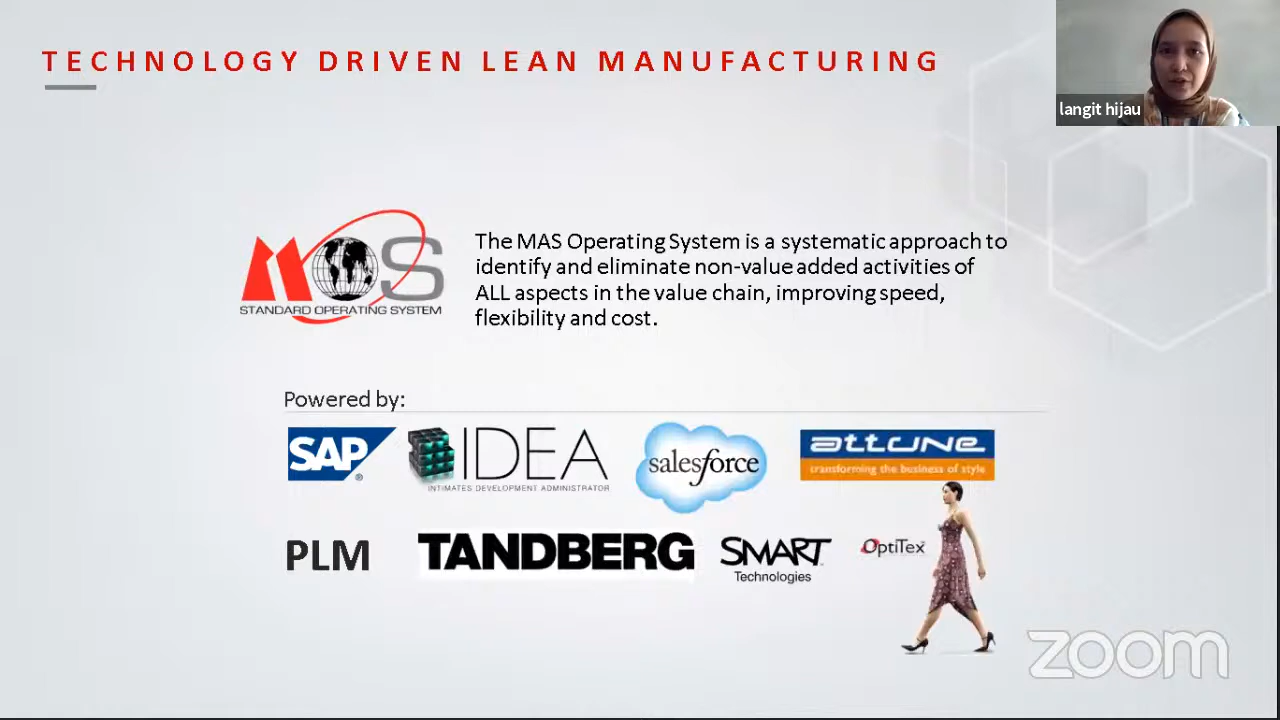 TECHNOLOGY DRIVEN LEAN MANUFACTURING
langit hijau
MOS
STANDARD OPERATING SYSTEM
The MAS Operating System is a systematic approach to
identify and eliminate non-value added activities of
ALL aspects in the value chain, improving speed,
flexibility and cost.
Powered by:
SAP®
IDEA
INTIMATES DEVELOPMENT ADMINISTRATOR
salesforce
attune
transforming the business of style
PLM
TANDBERG
SMART
Technologies
OptiTex
zoom